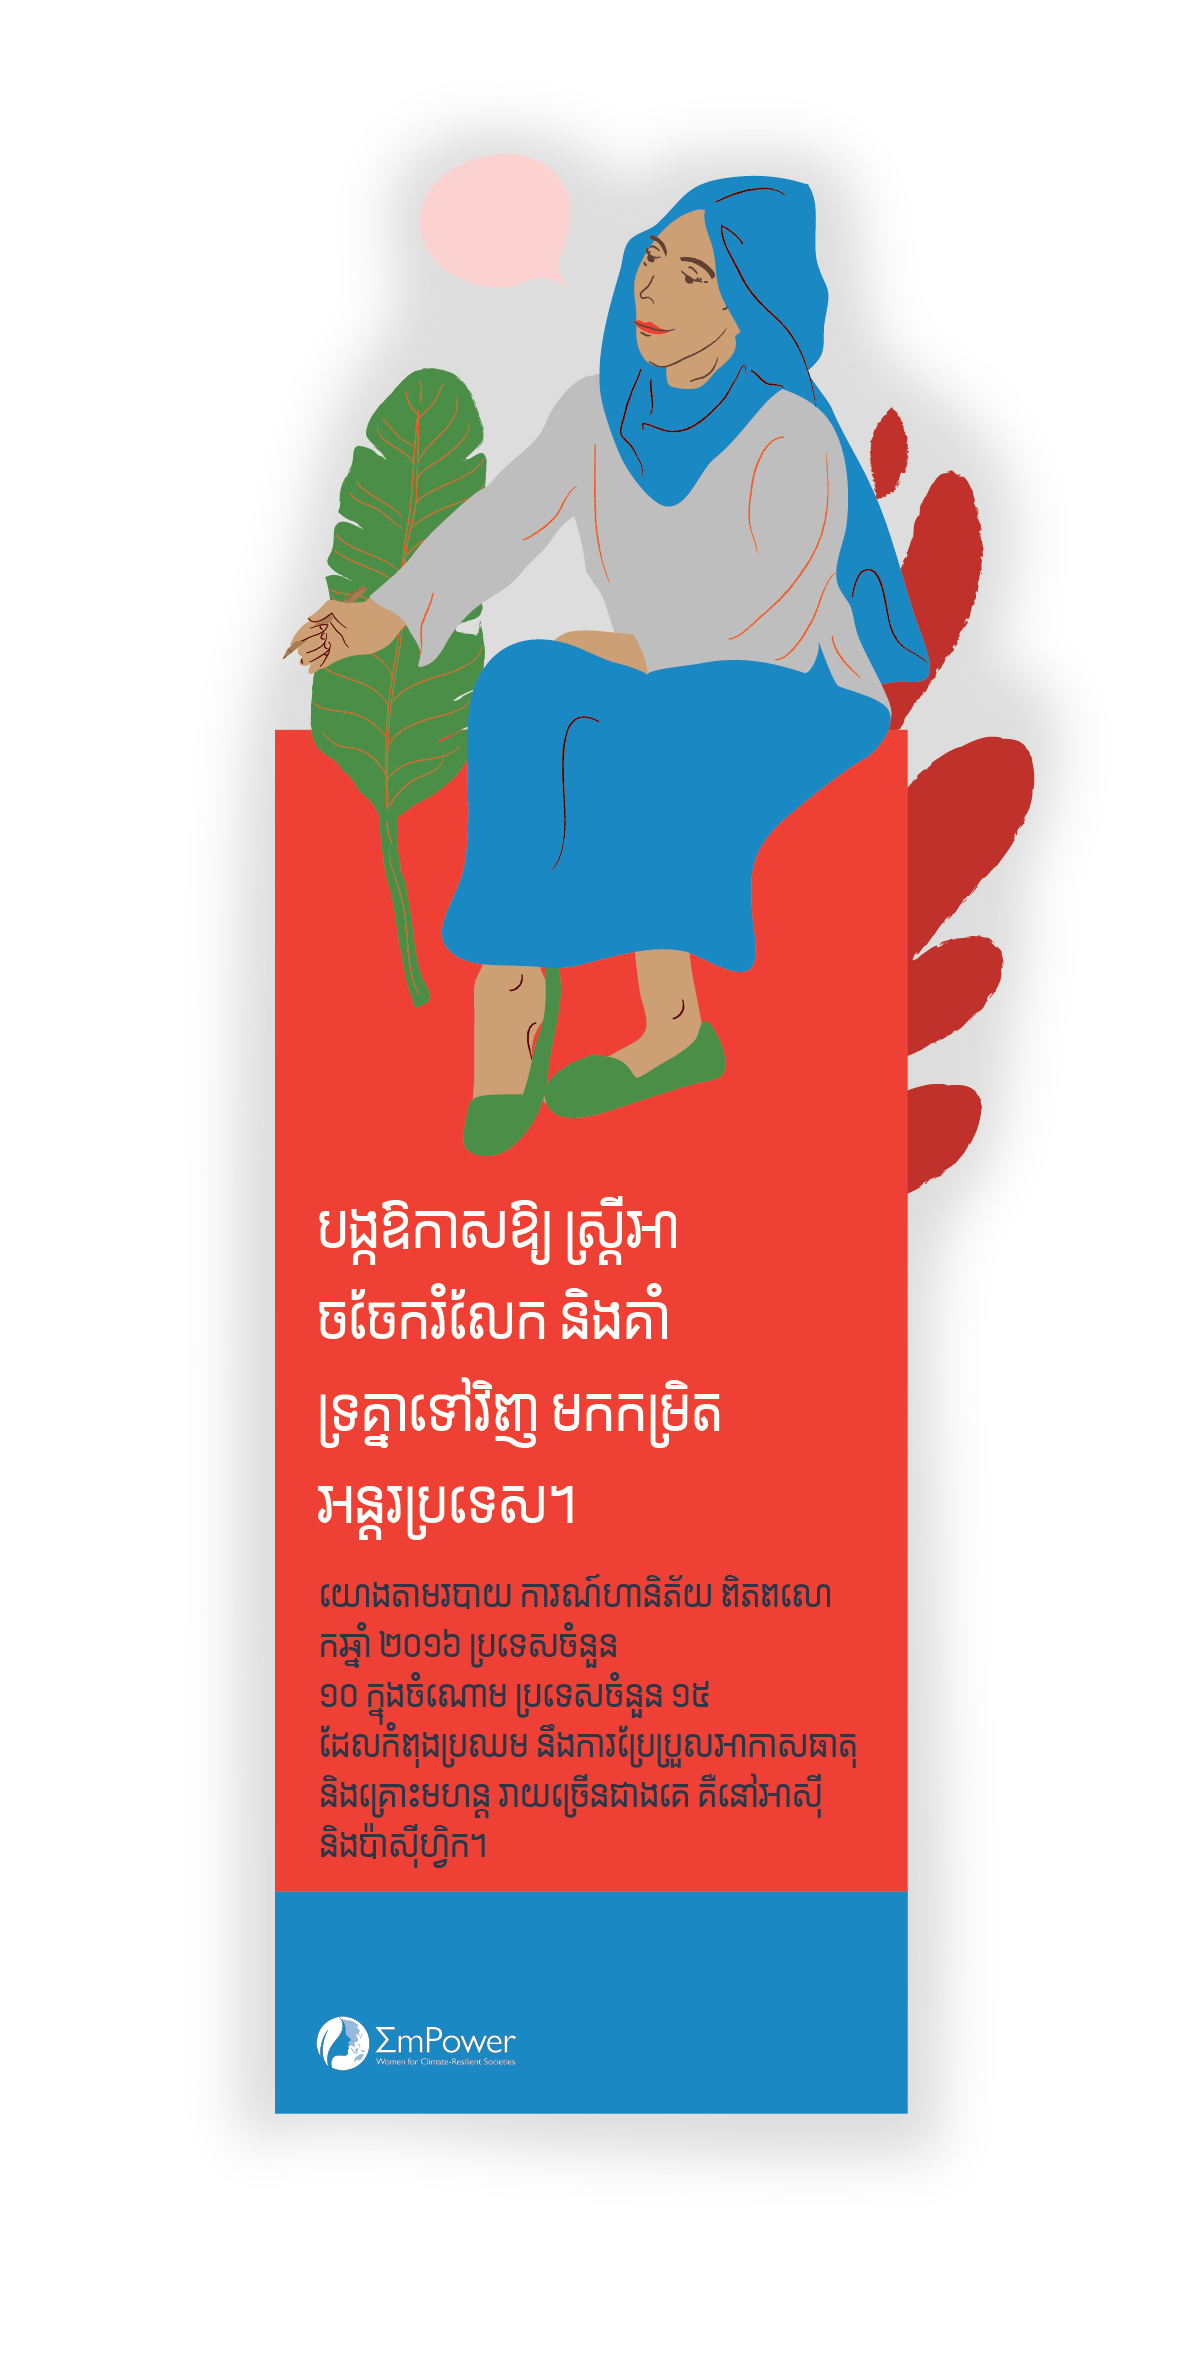 បង្កឱកាសឱ្យ ស្ត្រីអា
ចចែករំលែក និងគាំ
ទ្រគ្នាទៅវិញ មកកម្រិត
អន្តរប្រទេស។
យោងតាមរបាយ ការណ៍ហានិភ័យ ពិភពលោ
កឆ្នាំ ២០១៦ ប្រទេសចំនួន
១០ ក្នុងចំណោម ប្រទេសចំនួន ១៥
ដែលកំពុងប្រឈម នឹងការប្រែប្រួលអាកាសធាតុ
និងគ្រោះមហន្ត រាយច្រើនជាងគេ គឺនៅអាស៊ី
និងប៉ាស៊ីហ្វិក។
ΣmPower
Women for Climate-Resilient Societies